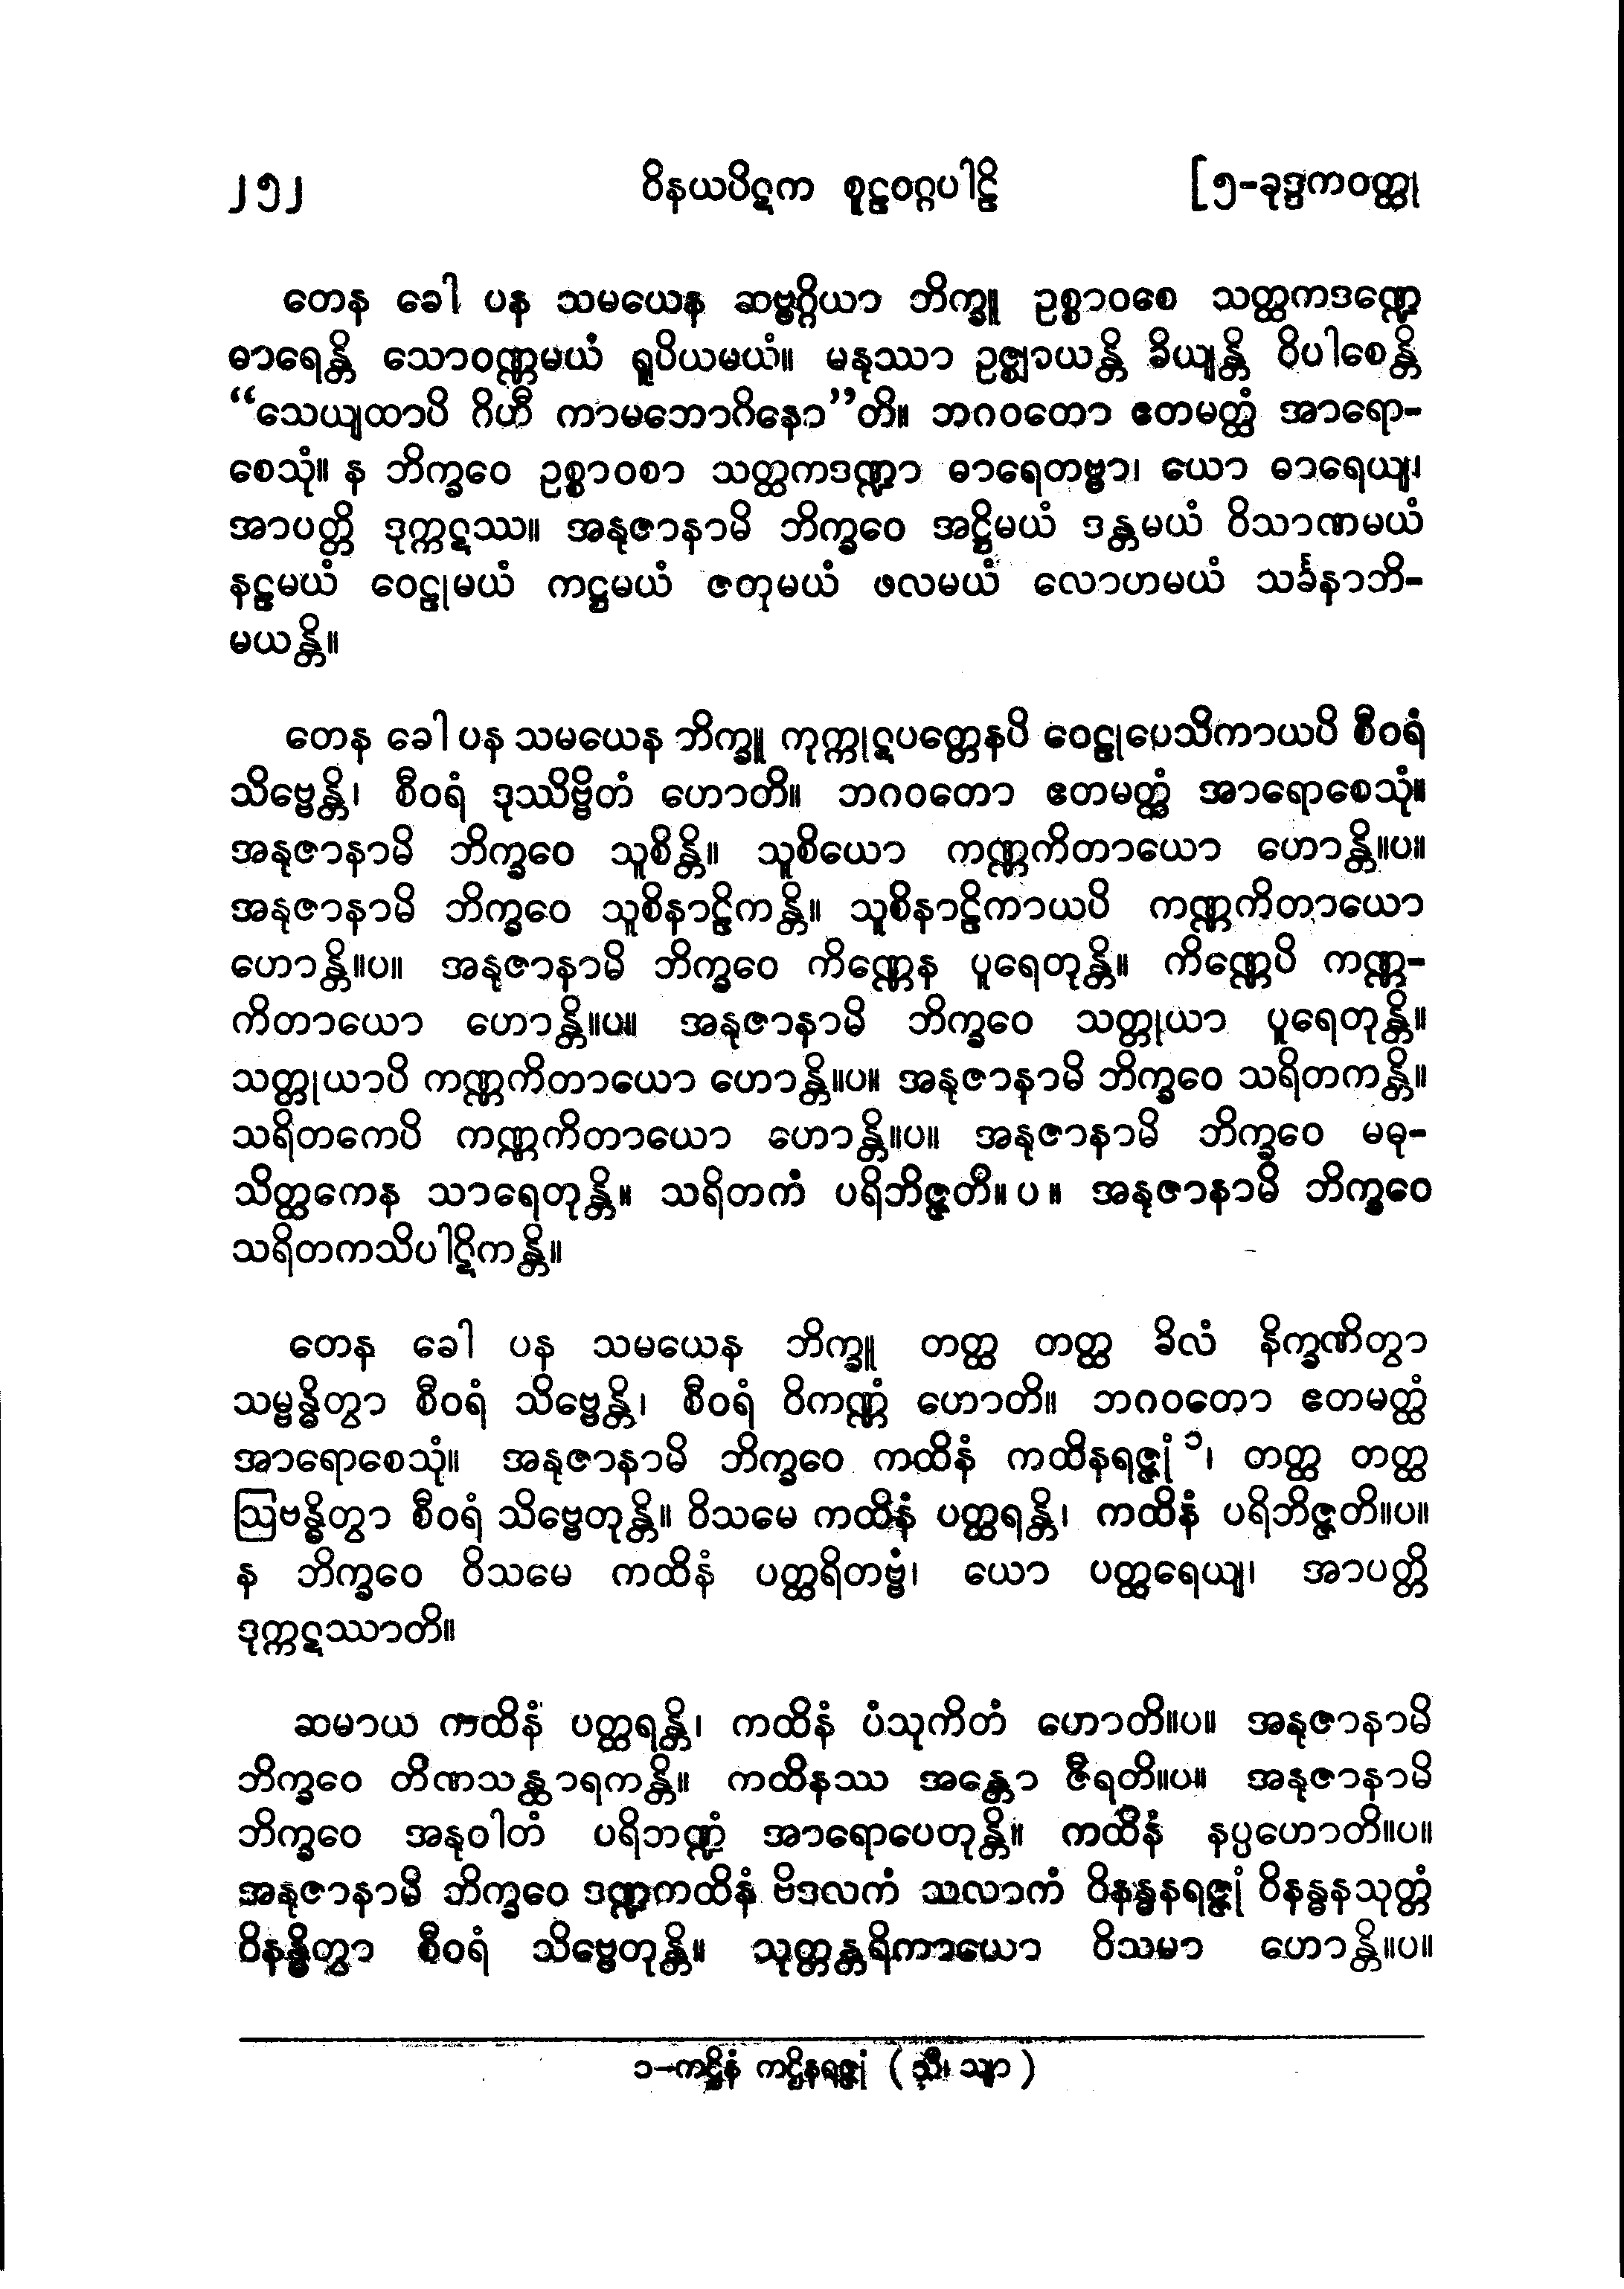 ၂၅၂ ဝိနယပိဋက စူဠဝဂ္ဂပါဠိ [၅-ခုဒ္ဒကဝတ္ထု
တေန ခေါ ပန သမယေန ဆဗ္ဗဂ္ဂိယာ ဘိက္ခူ ဥစ္စာဝစေ သတ္ထကဒဏ္ဍေ
ဓာရေန္တိ သောဝဏ္ဏမယံ ရူပိယမယံ။ မနုဿာ ဥဇ္ဈာယန္တိ ခိယျန္တိ ဝိပါစေန္တိ
“သေယျထာပိ ဂိဟီ ကာမဘောဂိနော”တိ။ ဘဂဝတော ဧတမတ္ထံ အာရော-
စေသုံ။ န ဘိက္ခဝေ ဥစ္စာဝစာ သတ္ထကဒဏ္ဍာ ဓာရေတဗ္ဗာ၊ ယော ဓာရေယျ၊
အာပတ္တိ ဒုက္ကဋဿ။ အနုဇာနာမိ ဘိက္ခဝေ အဋ္ဌိမယံ ဒန္တမယံ ဝိသာဏမယံ
နဠမယံ ဝေဠုမယံ ကဋ္ဌမယံ ဇတုမယံ ဖလမယံ လောဟမယံ သင်္ခနာဘိ-
မယန္တိ။
တေန ခေါ ပန သမယေန ဘိက္ခူ ကုက္ကုဋပတ္တေနပိ ဝေဠုပေသိကာယပိ စီဝရံ
သိဗ္ဗေန္တိ၊ စီဝရံ ဒုဿိဗ္ဗိတံ ဟောတိ။ ဘဂဝတော ဧတမတ္ထံ အာရောစေသုံ။
အနုဇာနာမိ ဘိက္ခဝေ သူစိန္တိ။ သူစိယော ကဏ္ဏကိတာယော ဟောန္တိ။ပ။
အနုဇာနာမိ ဘိက္ခဝေ သူစိနာဠိကန္တိ။ သူစိနာဠိကာယပိ ကဏ္ဏကိတာယော
ဟောန္တိ။ပ။ အနုဇာနာမိ ဘိက္ခဝေ ကိဏ္ဏေန ပူရေတုန္တိ။ ကိဏ္ဏေပိ ကဏ္ဏ-
ကိတာယော ဟောန္တိ။ပ။ အနုဇာနာမိ ဘိက္ခဝေ သတ္တုယာ ပူရေတုန္တိ။
သတ္တုယာပိ ကဏ္ဏကိတာယော ဟောန္တိ။ပ။ အနုဇာနာမိ ဘိက္ခဝေ သရိတကန္တိ။
သရိတကေပိ ကဏ္ဏကိတာယော ဟောန္တိ။ပ။ အနုဇာနာမိ ဘိက္ခဝေ မဓု-
သိတ္ထကေန သာရေတုန္တိ။ သရိတကံ ပရိဘိဇ္ဇတိ။ ပ ။ အနုဇာနာမိ ဘိက္ခဝေ
သရိတကသိပါဋိကန္တိ။
တေန ခေါ ပန သမယေန ဘိက္ခူ တတ္ထ တတ္ထ ခိလံ နိက္ခဏိတွာ
သမ္ဗန္ဓိတွာ စီဝရံ သိဗ္ဗေန္တိ၊ စီဝရံ ဝိကဏ္ဏံ ဟောတိ။ ဘဂဝတော ဧတမတ္ထံ
အာရောစေသုံ။ အနုဇာနာမိ ဘိက္ခဝေ ကထိနံ ကထိနရဇ္ဇုံ ၁၊ တတ္ထ တတ္ထ
ဩဗန္ဓိတွာ စီဝရံ သိဗ္ဗေတုန္တိ။ ဝိသမေ ကထိနံ ပတ္ထရန္တိ၊ ကထိနံ ပရိဘိဇ္ဇတိ။ပ။
န ဘိက္ခဝေ ဝိသမေ ကထိနံ ပတ္ထရိတဗ္ဗံ၊ ယော ပတ္ထရေယျ၊ အာပတ္တိ
ဒုက္ကဋဿာတိ။
ဆမာယ ကထိနံ ပတ္ထရန္တိ၊ ကထိနံ ပံသုကိတံ ဟောတိ။ပ။ အနုဇာနာမိ
ဘိက္ခဝေ တိဏသန္ထာရကန္တိ။ ကထိနဿ အန္တော ဇီရတိ။ပ။ အနုဇာနာမိ
ဘိက္ခဝေ အနုဝါတံ ပရိဘဏ္ဍံ အာရောပေတုန္တိ။ ကထိနံ နပ္ပဟောတိ။ပ။
အနုဇာနာမိ ဘိက္ခဝေ ဒဏ္ဍကထိနံ ဗိဒလကံ သလာကံ ဝိနန္ဓနရဇ္ဇုံ ဝိနန္ဓနသုတ္တံ
ဝိနန္ဓိတွာ စီဝရံ သိဗ္ဗေတုန္တိ။ သုတ္တန္တရိကာယော ဝိသမာ ဟောန္တိ။ပ။
၁-ကဋ္ဌိနံ ကဋ္ဌိနရဇ္ဇုံ (သီ၊ သျာ)